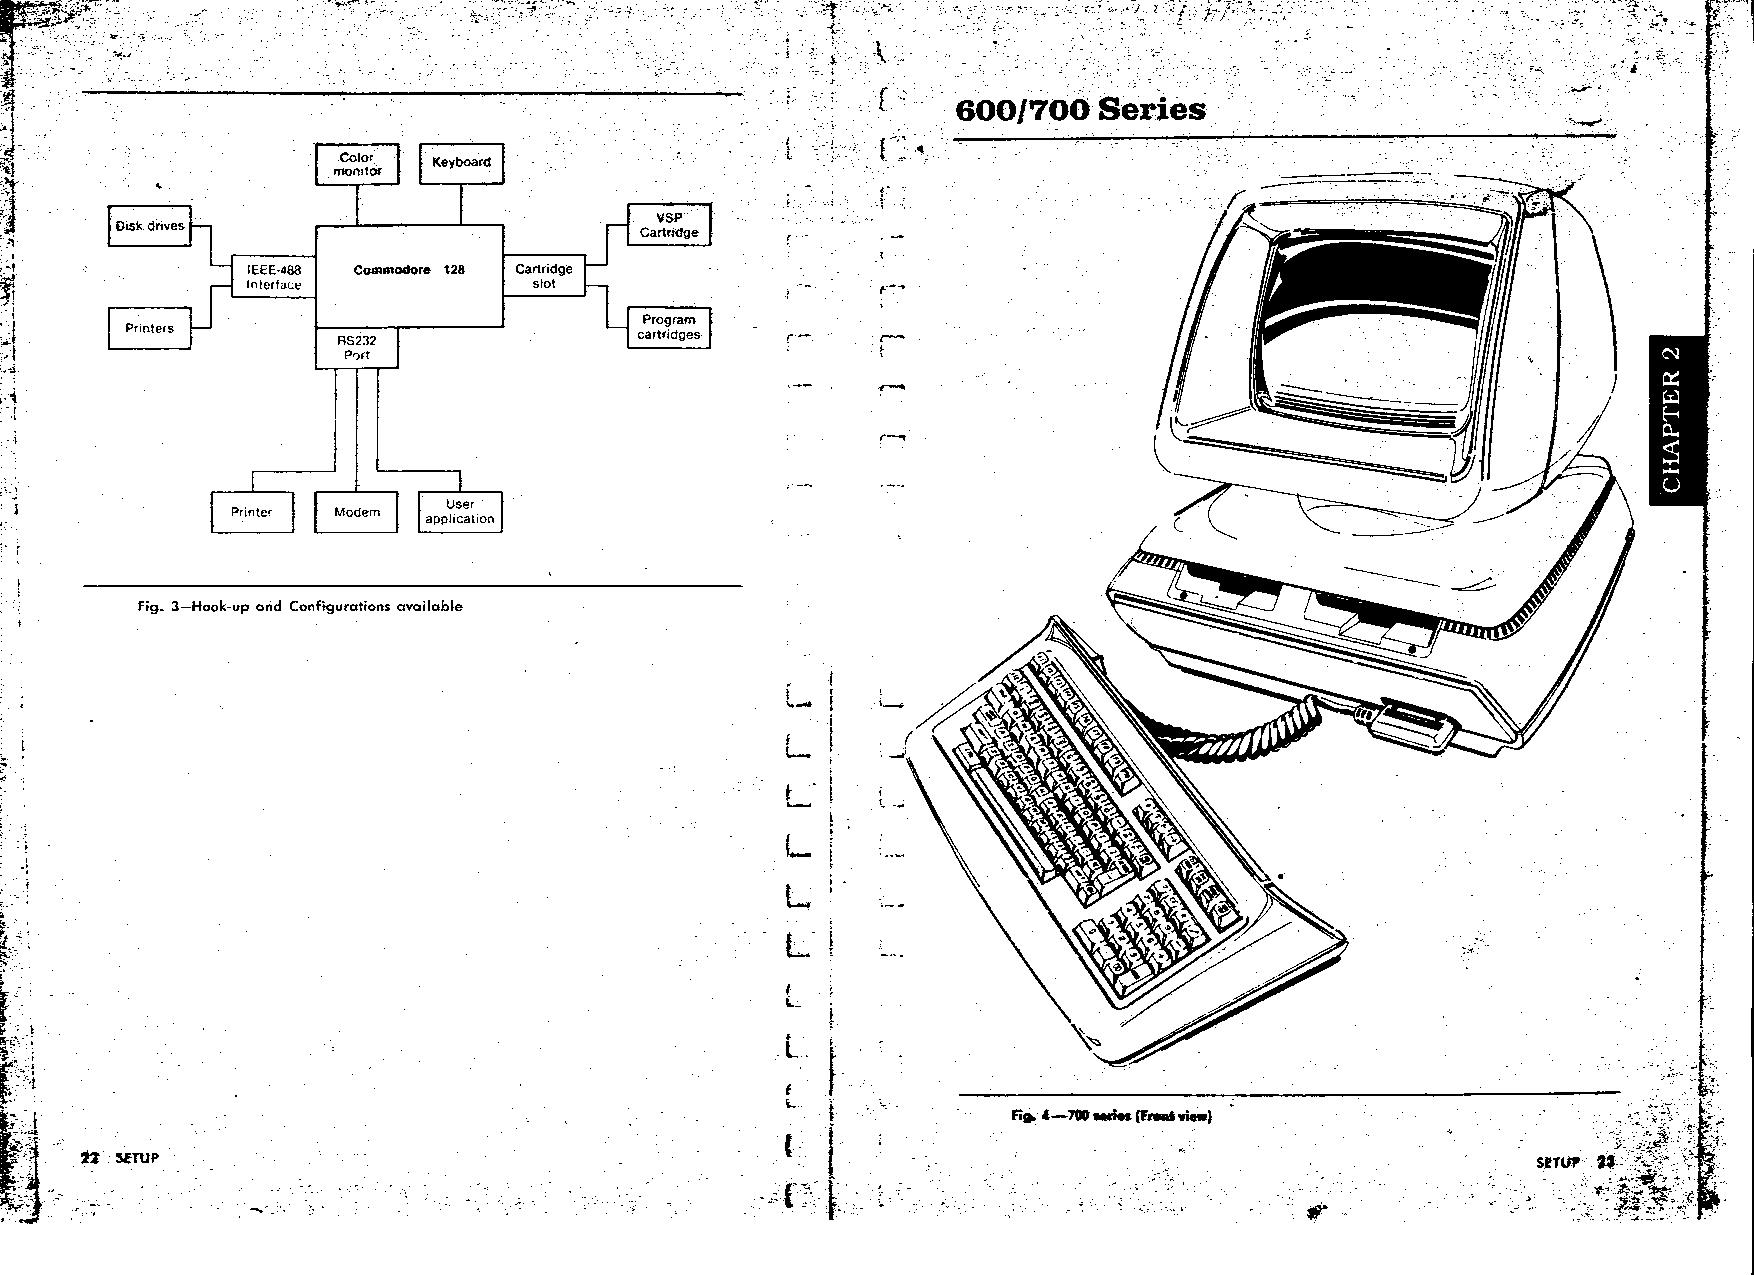 Color
monitor
Keyboard
Disk drives
VSP
Cartridge
IEEE-488
Interface
Commodore 128
Cartridge
slot
Printers
Program
cartridges
RS232
Port
Printer
Modem
User
application
Fig. 3—Hook-up and Configurations available
22 SETUP
600/700 Series
CHAPTER 2
Fig. 4—700 series (Front view)
SETUP 23